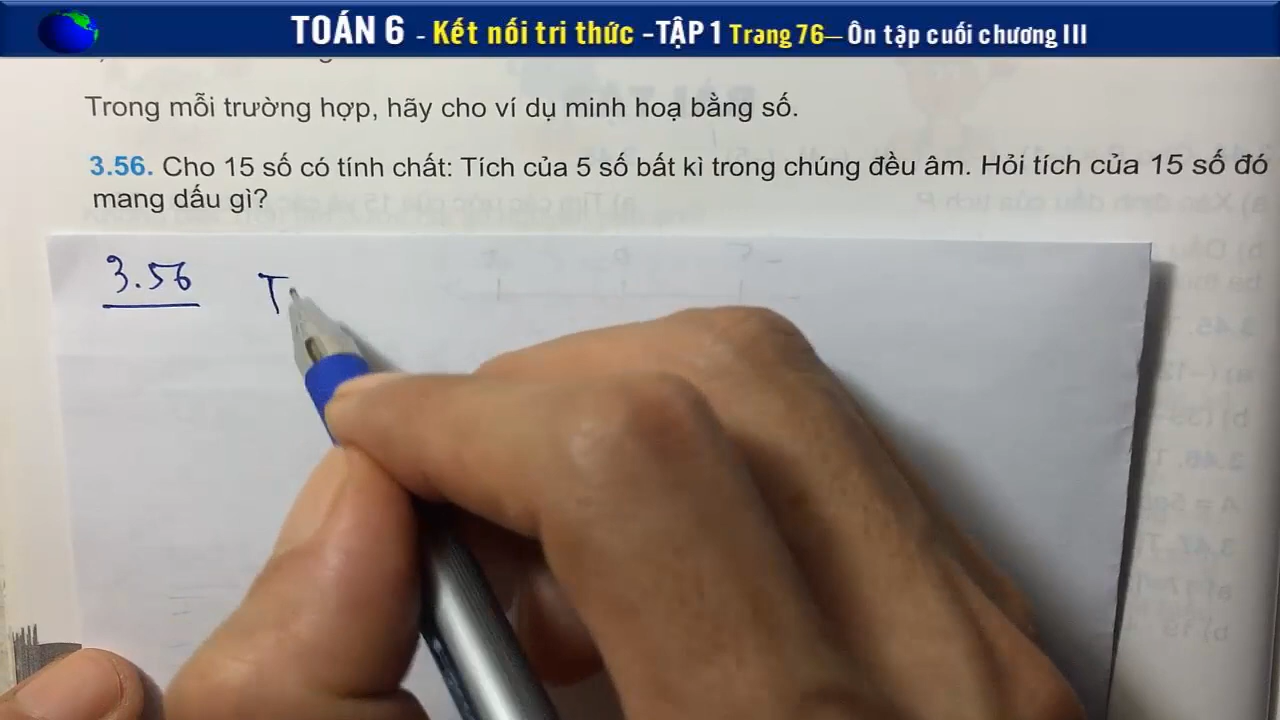 TOÁN 6 - Kết nối tri thức -TẬP 1 Trang 76– Ôn tập cuối chương III
Trong mỗi trường hợp, hãy cho ví dụ minh hoạ bằng số.
3.56. Cho 15 số có tính chất: Tích của 5 số bất kì trong chúng đều âm. Hỏi tích của 15 số đó
mang dấu gì?
3.56 T